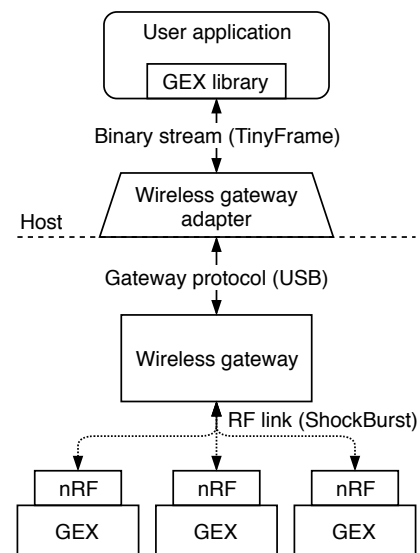 User application
GEX library
Binary stream (TinyFrame)
Wireless gateway
adapter
Host
Gateway protocol (USB)
Wireless gateway
RF link (ShockBurst)
nRF nRF nRF
GEX GEX GEX